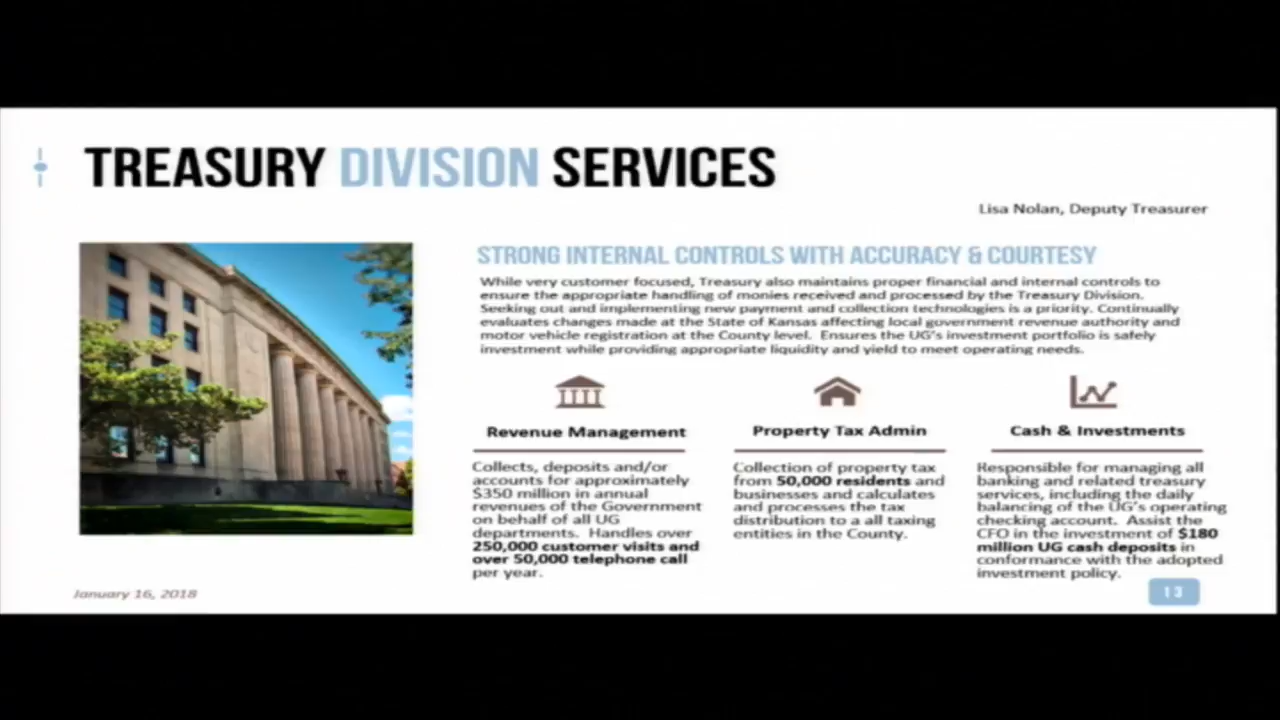 TREASURY DIVISION SERVICES
Lisa Nolan, Deputy Treasurer
STRONG INTERNAL CONTROLS WITH ACCURACY & COURTESY
While very customer focused, Treasury also maintains proper financial and internal controls to
ensure the appropriate handling of monies received and processed by the Treasury Division.
Seeking out and implementing new payment and collection technologies is a priority. Continually
evaluates changes made at the State of Kansas affecting local government revenue authority and
motor vehicle registration at the County level. Ensures the UG's investment portfolio is safely
investment while providing appropriate liquidity and yield to meet operating needs.
Revenue Management
Collects, deposits and/or
accounts for approximately
$350 million in annual
revenues of the Government
on behalf of all UG
departments. Handles over
250,000 customer visits and
over 50,000 telephone call
per year.
Property Tax Admin
Collection of property tax
from 50,000 residents and
businesses and calculates
and processes the tax
distribution to a all taxing
entities in the County.
Cash & Investments
Responsible for managing all
banking and related treasury
services, including the daily
balancing of the UG's operating
checking account. Assist the
CFO in the investment of $180
million UG cash deposits in
conformance with the adopted
investment policy.
January 16, 2018
13